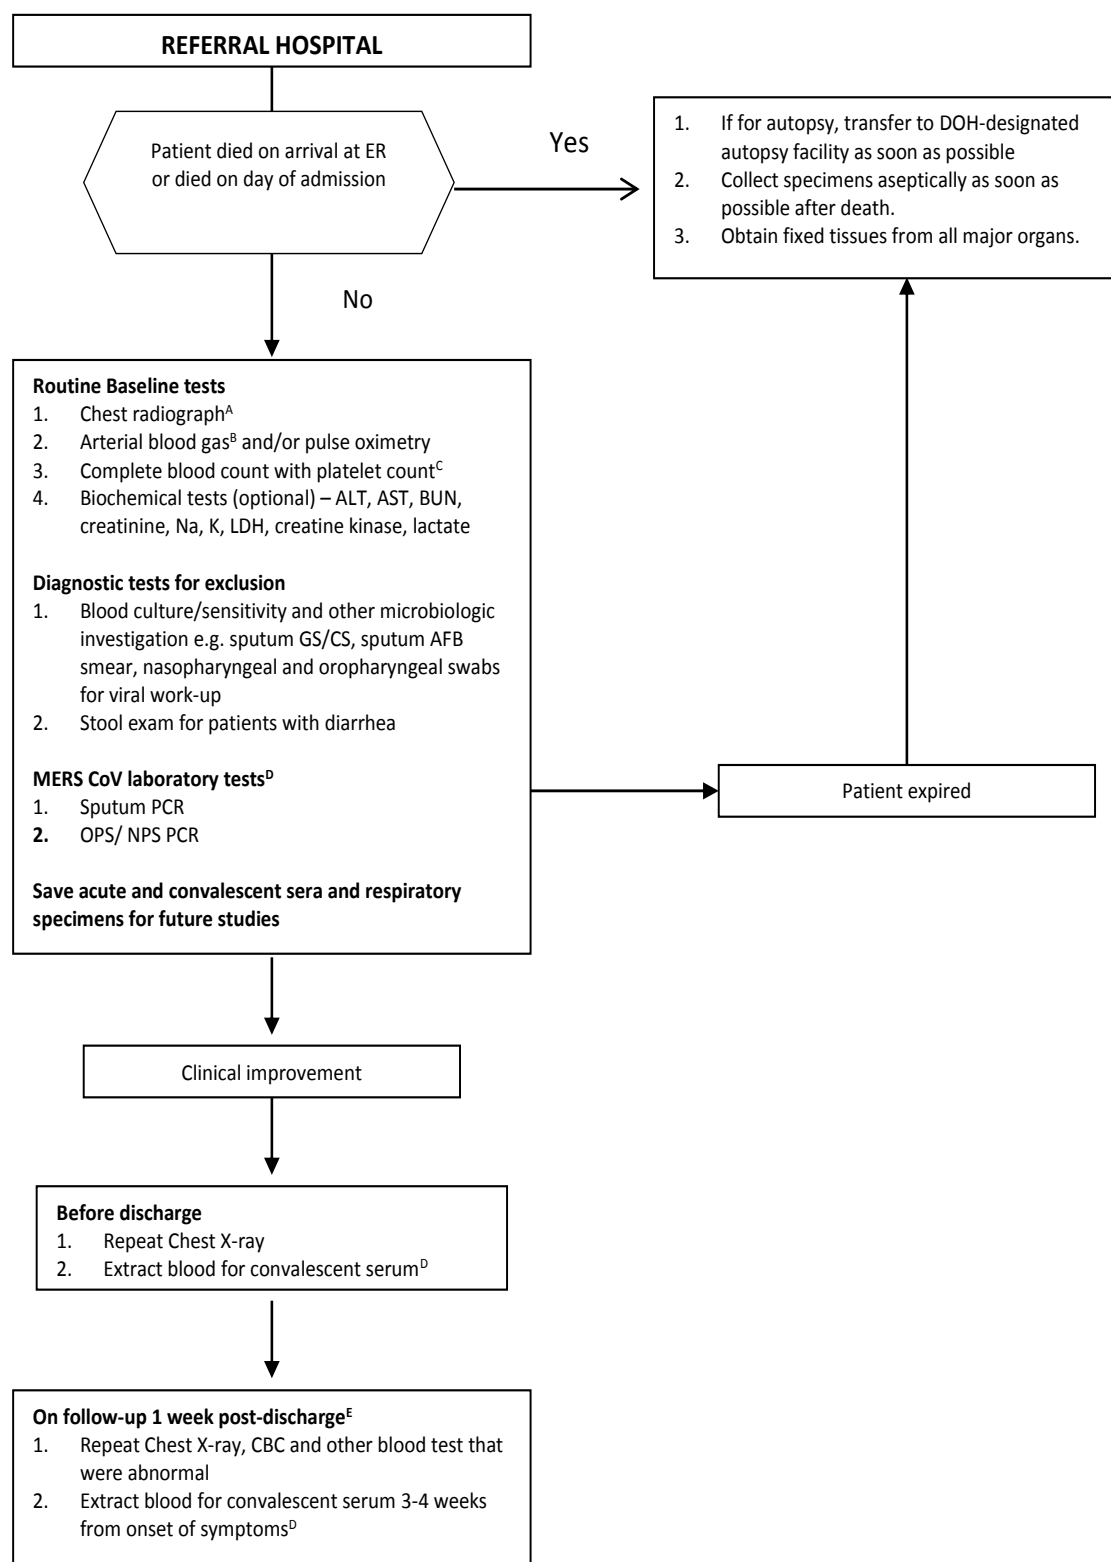 REFERRAL HOSPITAL
Patient died on arrival at ER
or died on day of admission
Yes
1. If for autopsy, transfer to DOH-designated
autopsy facility as soon as possible
2. Collect specimens aseptically as soon as
possible after death.
3. Obtain fixed tissues from all major organs.
No
Routine Baseline tests
1. Chest radiographᴬ
2. Arterial blood gasᴮ and/or pulse oximetry
3. Complete blood count with platelet countᶜ
4. Biochemical tests (optional) – ALT, AST, BUN,
creatinine, Na, K, LDH, creatine kinase, lactate
Diagnostic tests for exclusion
1. Blood culture/sensitivity and other microbiologic
investigation e.g. sputum GS/CS, sputum AFB
smear, nasopharyngeal and oropharyngeal swabs
for viral work-up
2. Stool exam for patients with diarrhea
MERS CoV laboratory testsᴰ
1. Sputum PCR
2. OPS/ NPS PCR
Save acute and convalescent sera and respiratory
specimens for future studies
Patient expired
Clinical improvement
Before discharge
1. Repeat Chest X-ray
2. Extract blood for convalescent serumᴰ
On follow-up 1 week post-dischargeᴱ
1. Repeat Chest X-ray, CBC and other blood test that
were abnormal
2. Extract blood for convalescent serum 3-4 weeks
from onset of symptomsᴰ